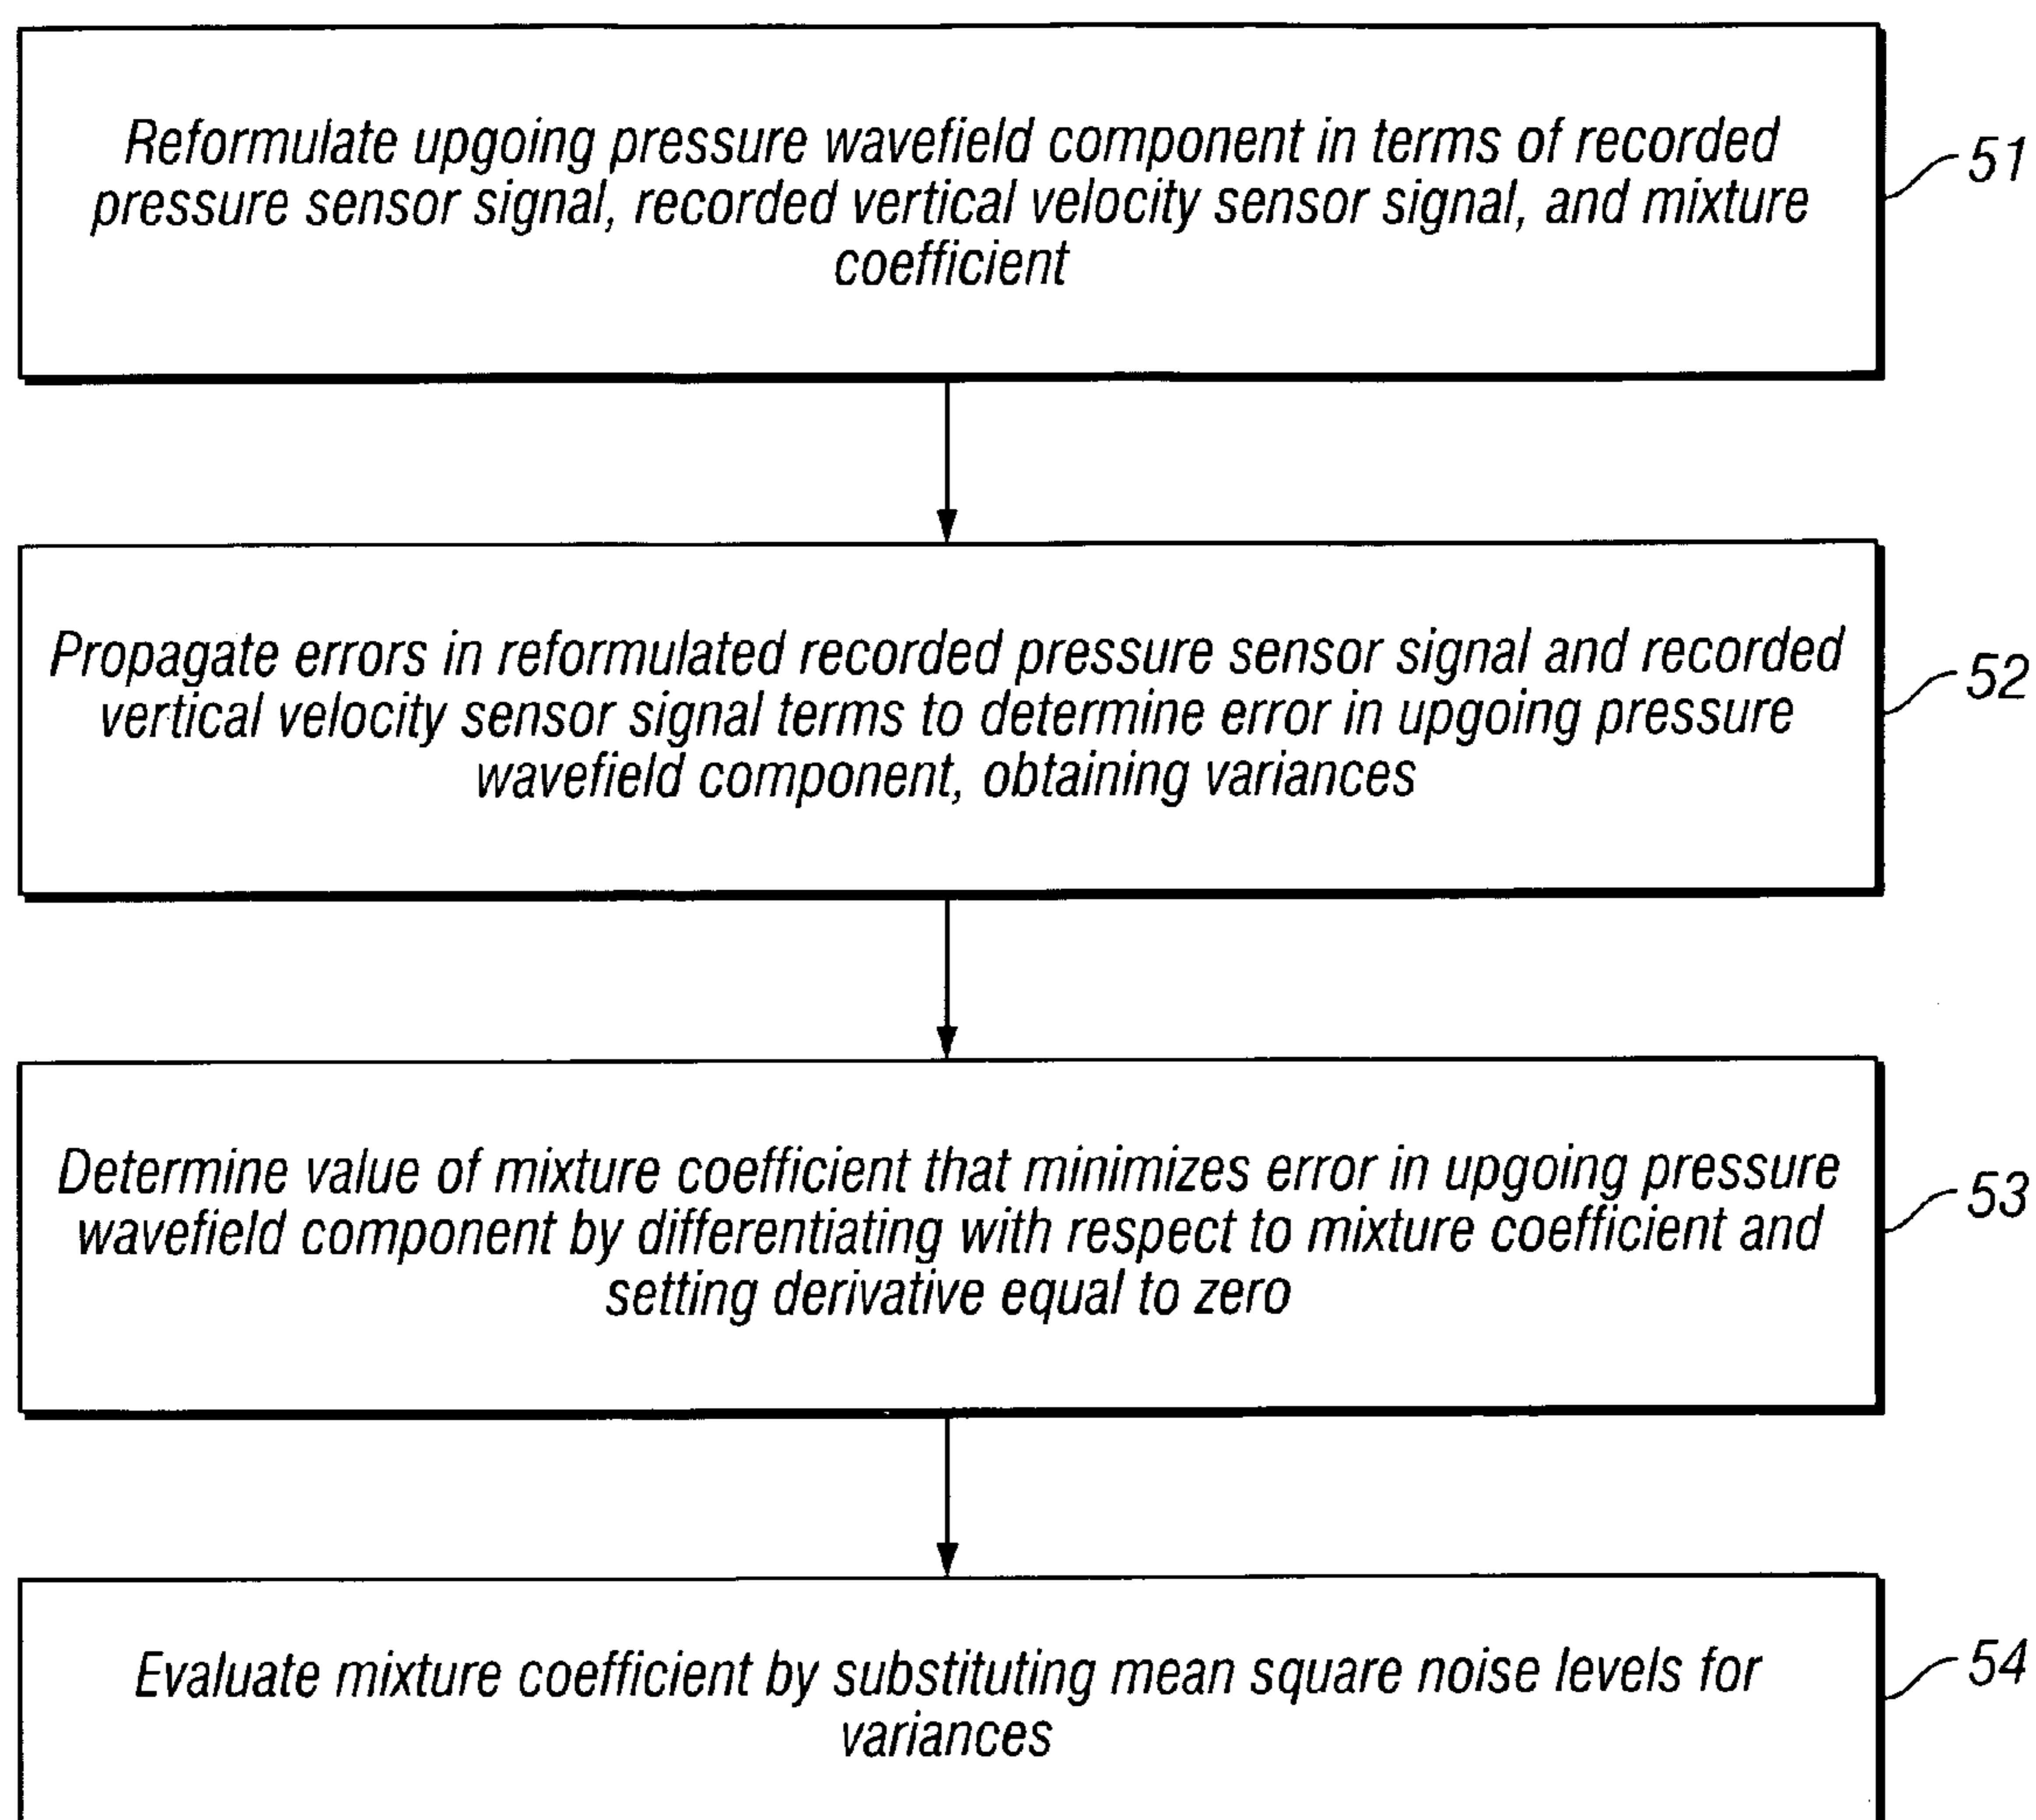 Reformulate upgoing pressure wavefield component in terms of recorded
pressure sensor signal, recorded vertical velocity sensor signal, and mixture
coefficient
51
Propagate errors in reformulated recorded pressure sensor signal and recorded
vertical velocity sensor signal terms to determine error in upgoing pressure
wavefield component, obtaining variances
52
Determine value of mixture coefficient that minimizes error in upgoing pressure
wavefield component by differentiating with respect to mixture coefficient and
setting derivative equal to zero
53
Evaluate mixture coefficient by substituting mean square noise levels for
variances
54